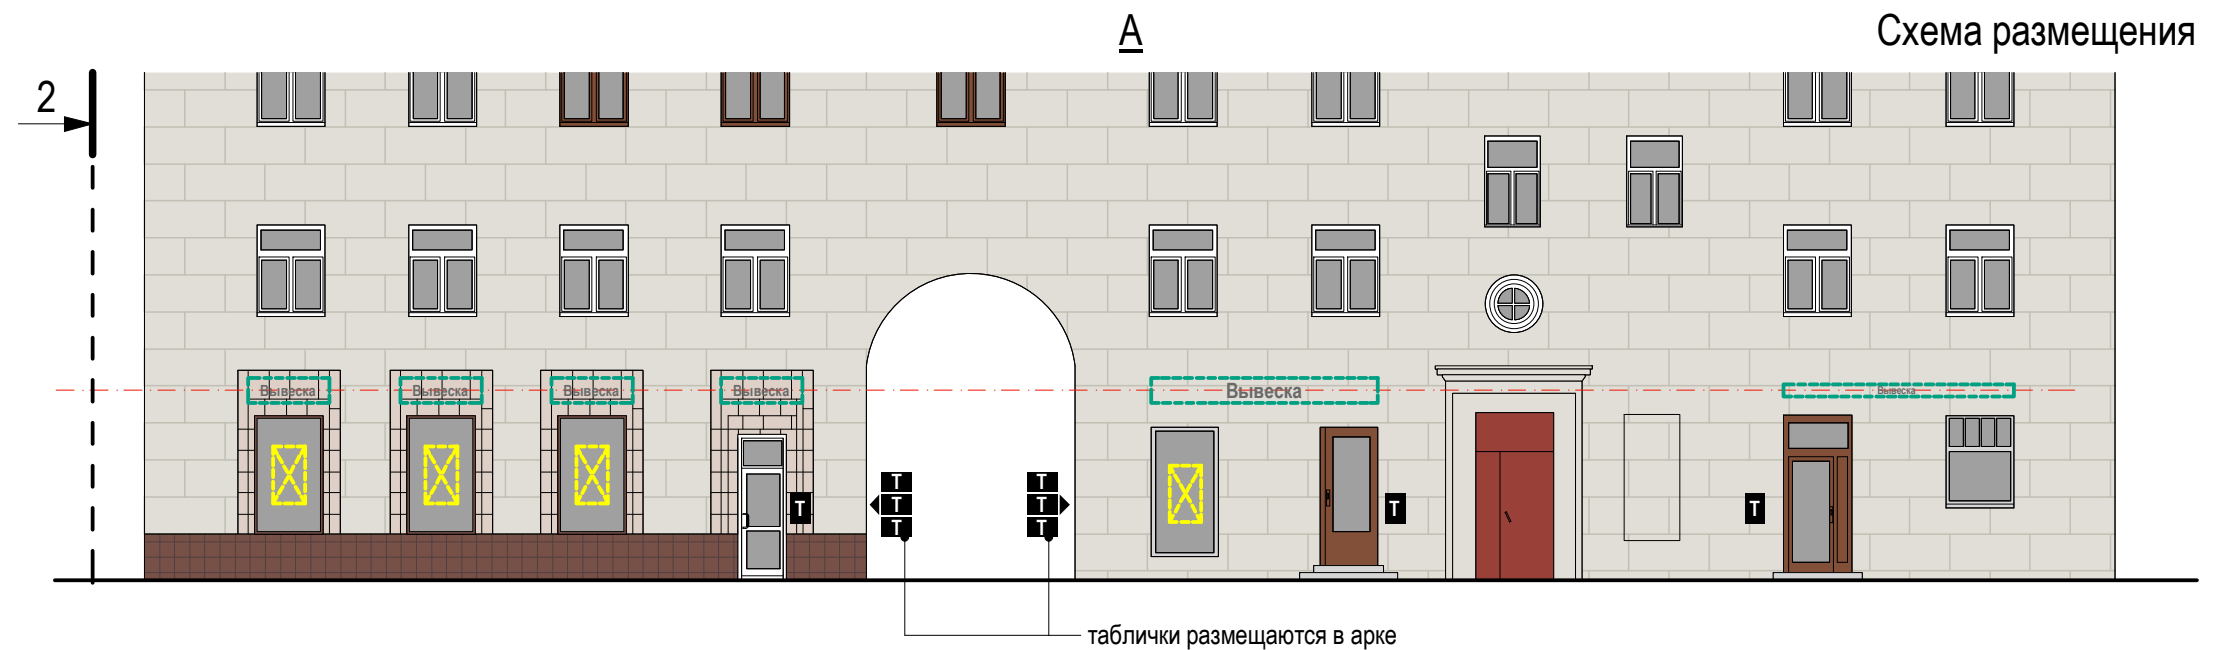 А
Схема размещения
2
Вывеска Вывеска Вывеска Вывеска Вывеска Вывеска
Т Т
Т Т Т Т Т
Т Т
таблички размещаются в арке